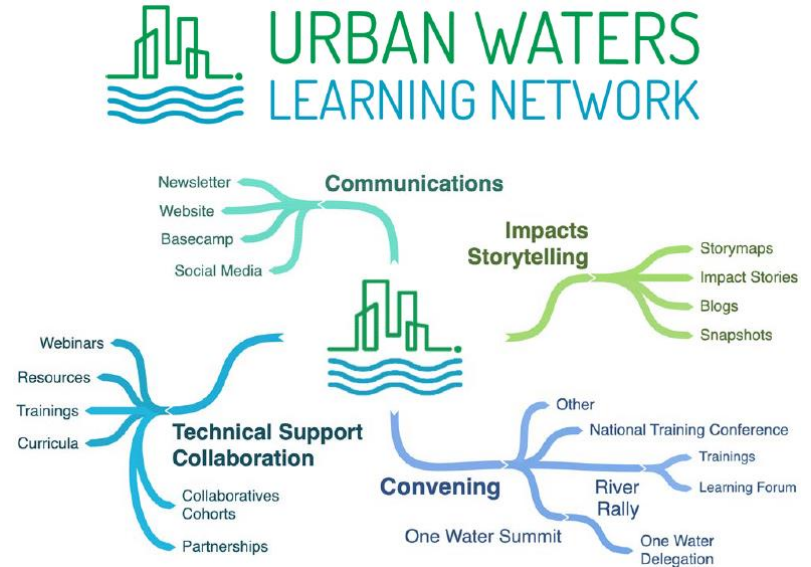 URBAN WATERS
LEARNING NETWORK
Communications
Newsletter
Website
Basecamp
Social Media
Impacts
Storytelling
Storymaps
Impact Stories
Blogs
Snapshots
Webinars
Resources
Trainings
Curricula
Technical Support
Collaboration
Collaboratives
Cohorts
Partnerships
Convening
Other
National Training Conference
River
Rally
Trainings
Learning Forum
One Water Summit
One Water
Delegation